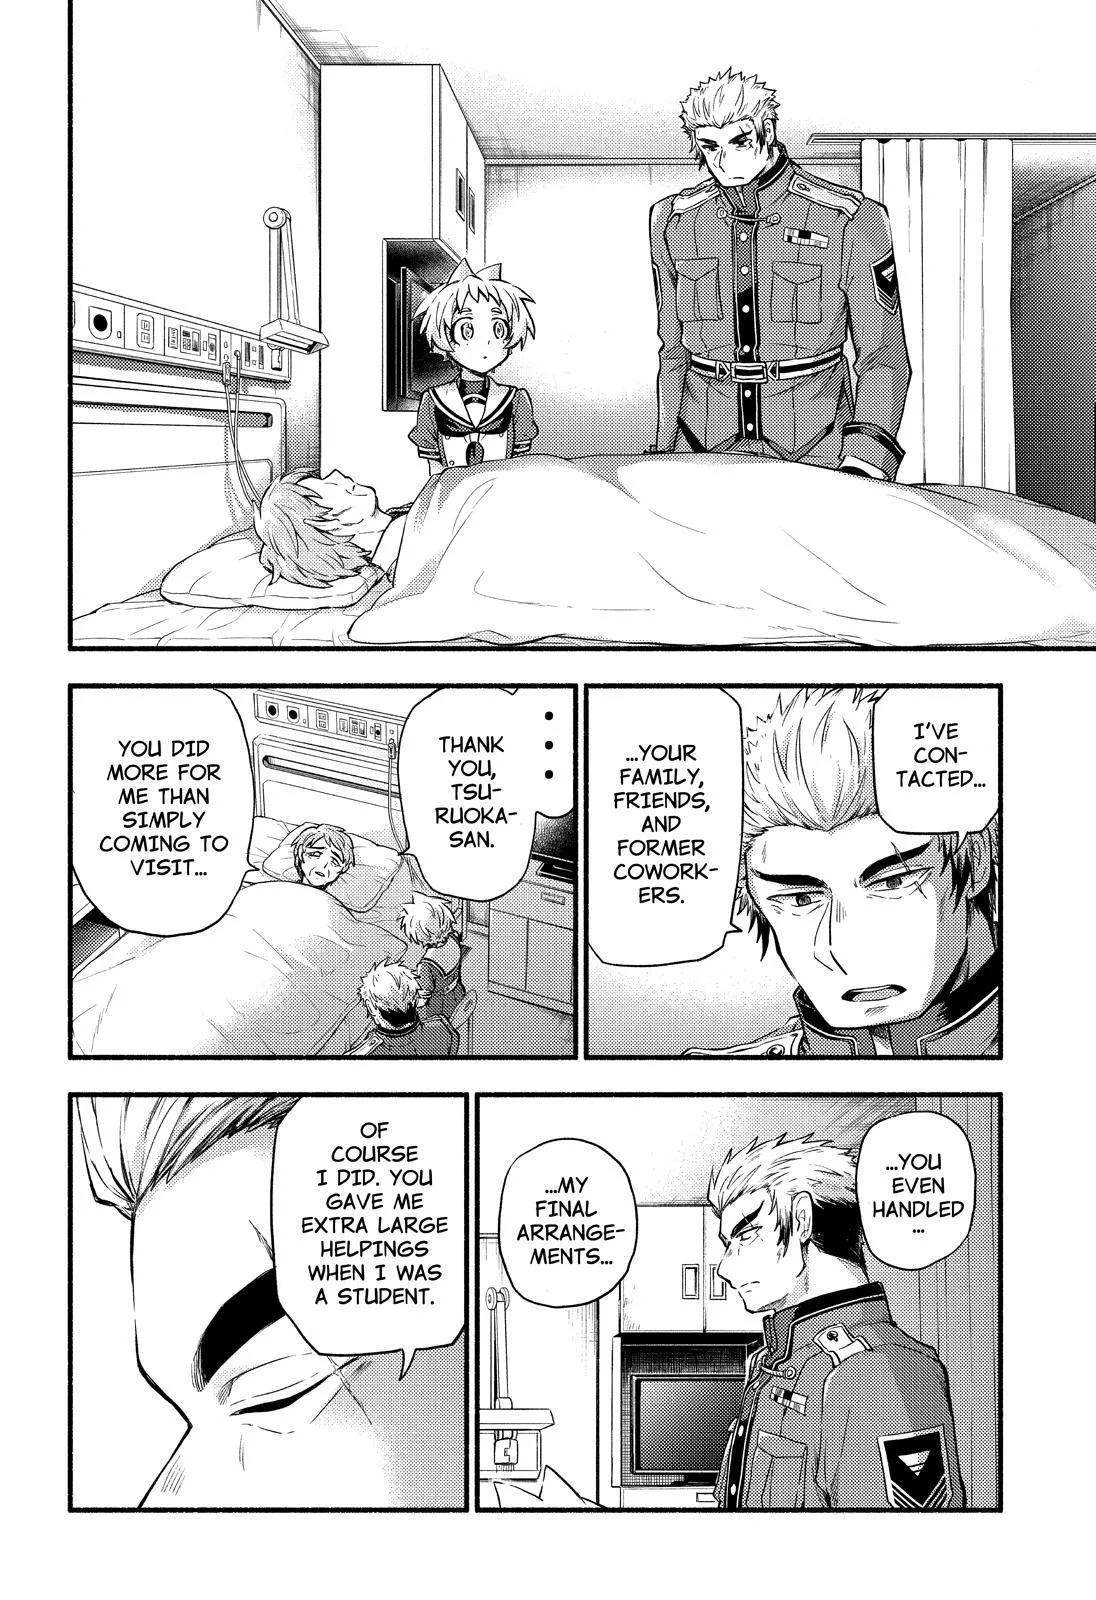 I'VE
CON-
TACTED...
...YOUR
FAMILY,
FRIENDS,
AND
FORMER
COWORK-
ERS.
THANK
YOU,
TSU-
RUOKA-
SAN.
YOU DID
MORE FOR
ME THAN
SIMPLY
COMING TO
VISIT...
...YOU
EVEN
HANDLED
...
...MY
FINAL
ARRANGE-
MENTS...
OF
COURSE
I DID. YOU
GAVE ME
EXTRA LARGE
HELPINGS
WHEN I WAS
A STUDENT.